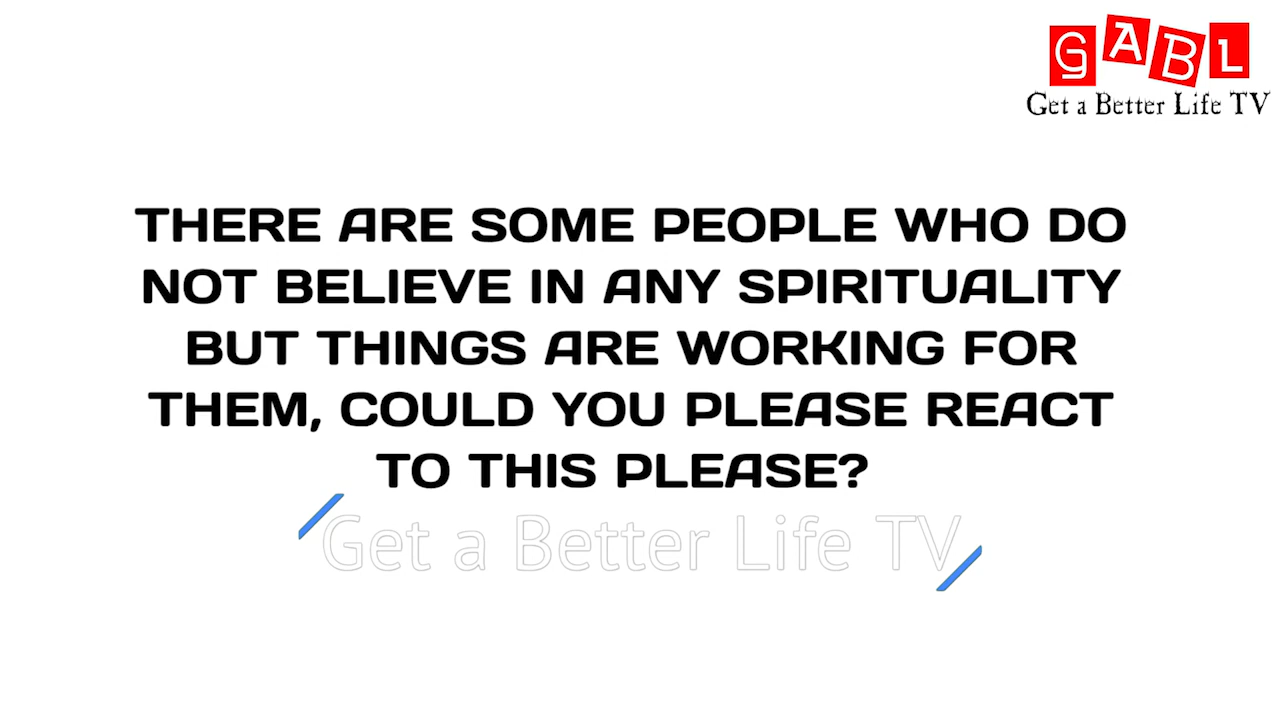 GABL
Get a Better Life TV
THERE ARE SOME PEOPLE WHO DO
NOT BELIEVE IN ANY SPIRITUALITY
BUT THINGS ARE WORKING FOR
THEM, COULD YOU PLEASE REACT
TO THIS PLEASE?
Get a Better Life TV